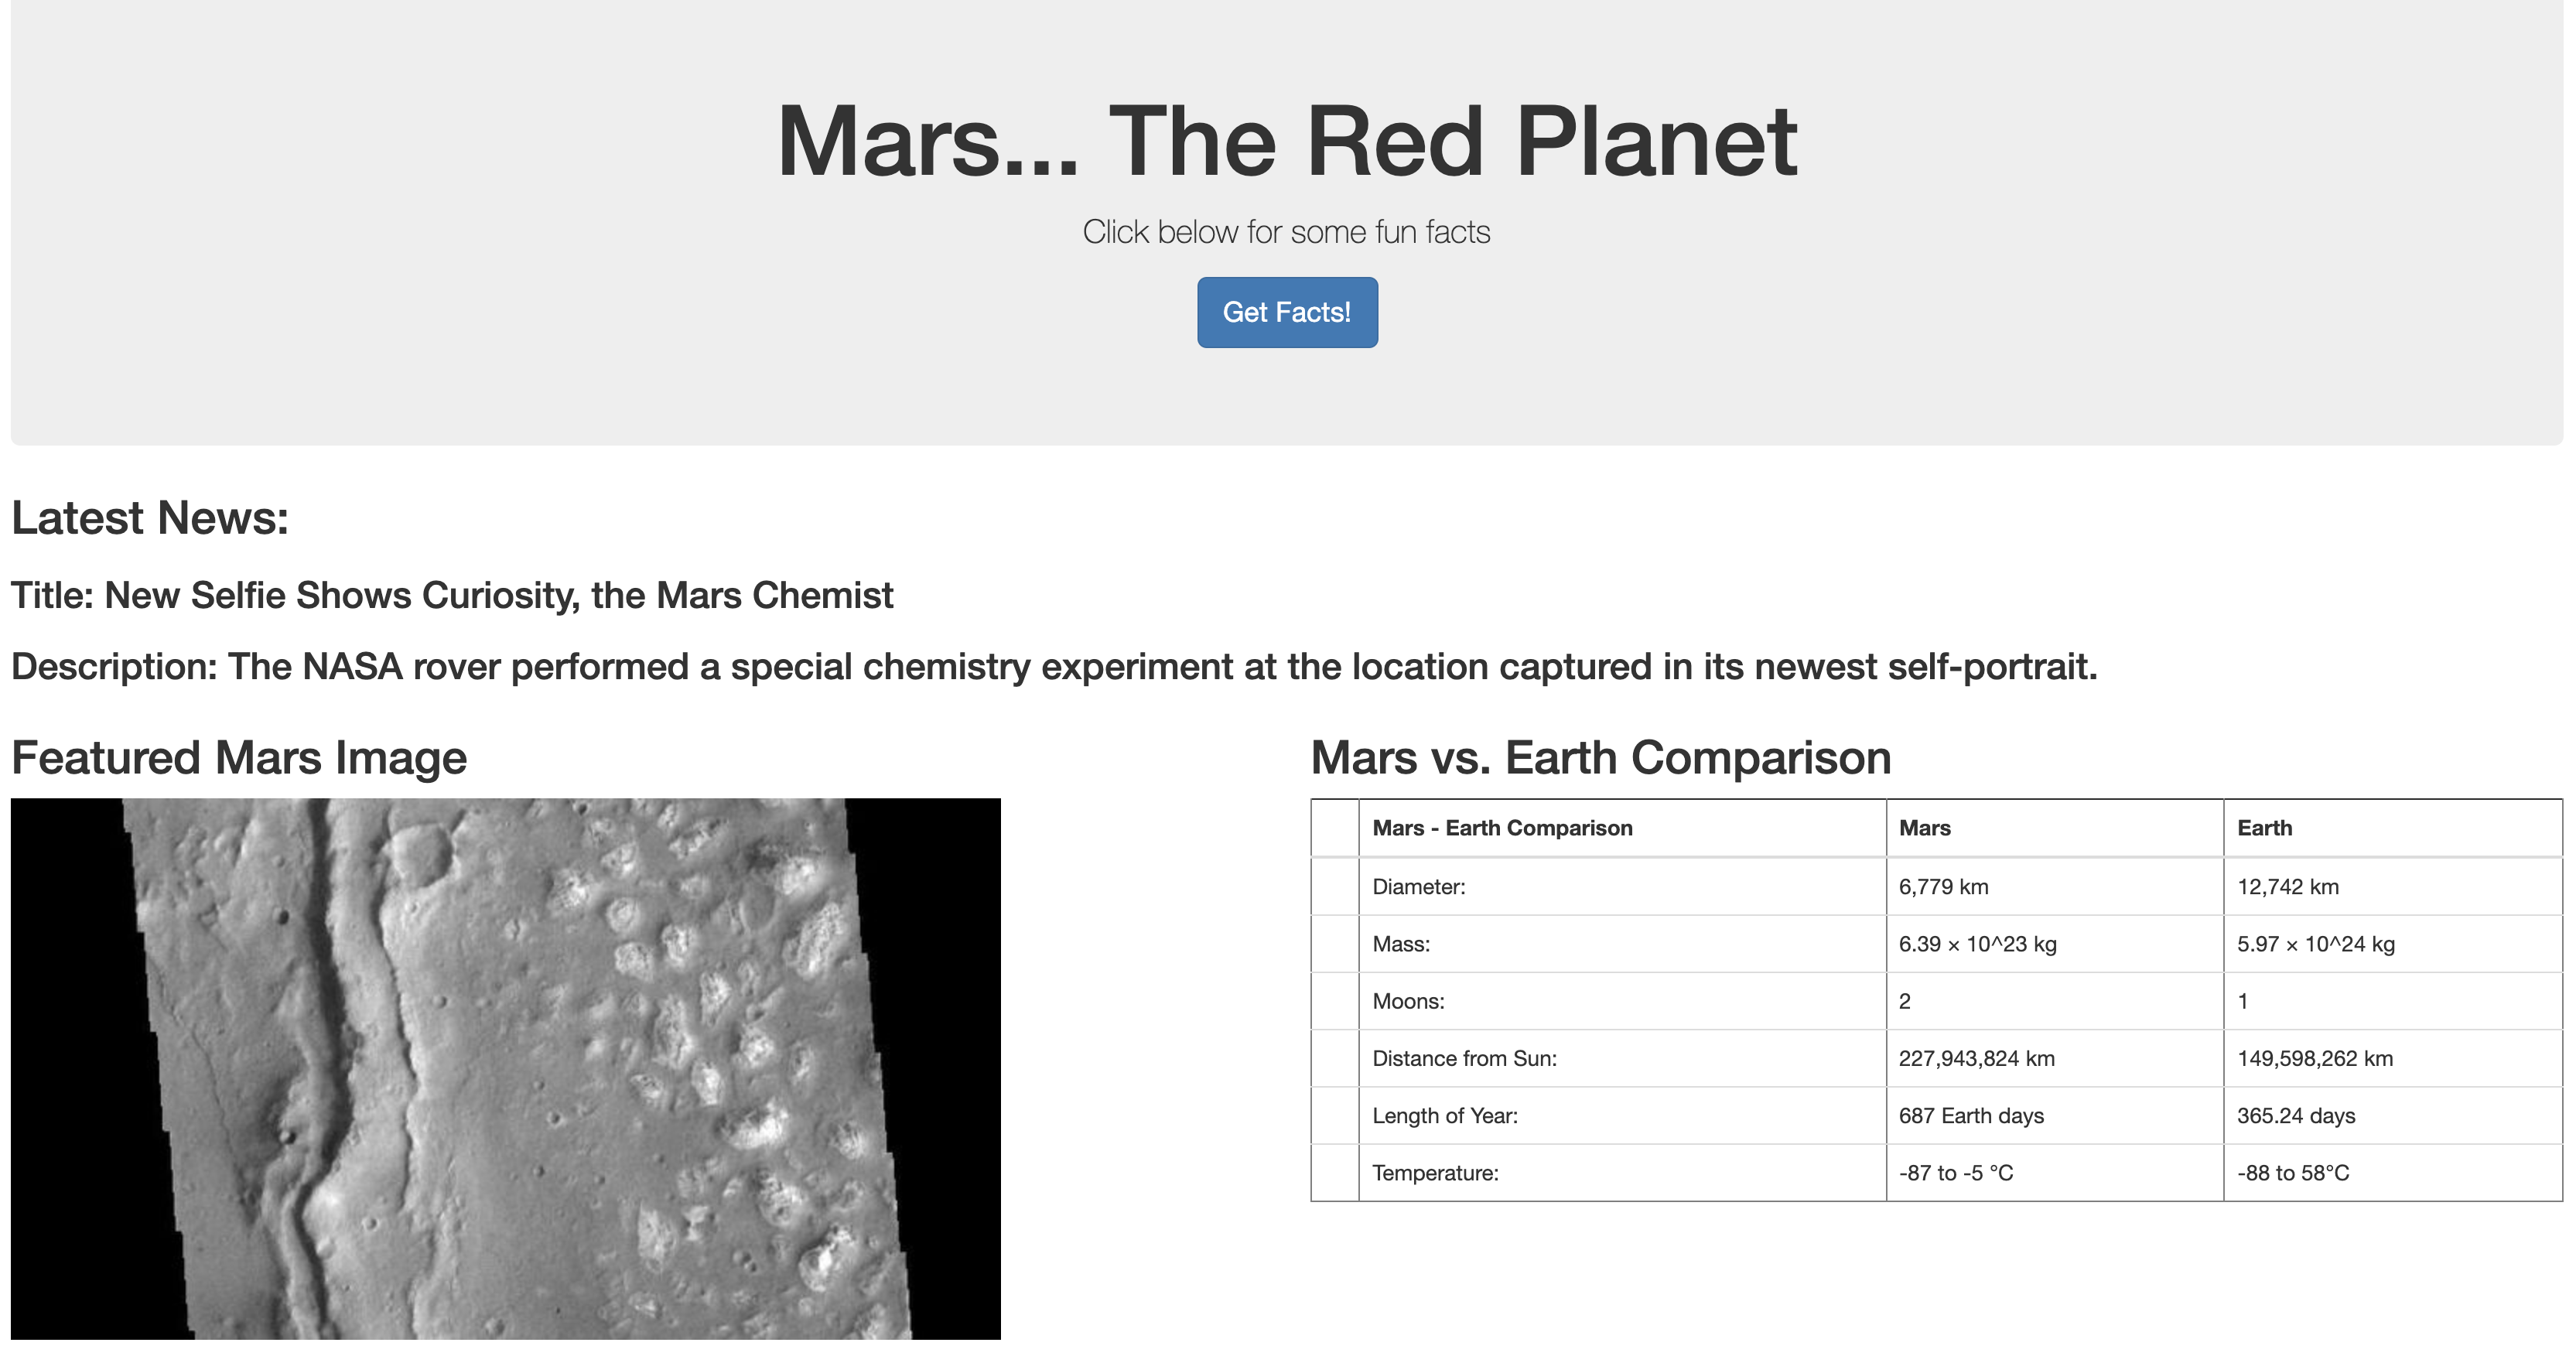 Mars... The Red Planet
Click below for some fun facts
Get Facts!
Latest News:
Title: New Selfie Shows Curiosity, the Mars Chemist
Description: The NASA rover performed a special chemistry experiment at the location captured in its newest self-portrait.
Featured Mars Image
Mars vs. Earth Comparison
Mars - Earth Comparison Mars Earth
Diameter: 6,779 km 12,742 km
Mass: 6.39 × 10^23 kg 5.97 × 10^24 kg
Moons: 2 1
Distance from Sun: 227,943,824 km 149,598,262 km
Length of Year: 687 Earth days 365.24 days
Temperature: -87 to -5 °C -88 to 58°C